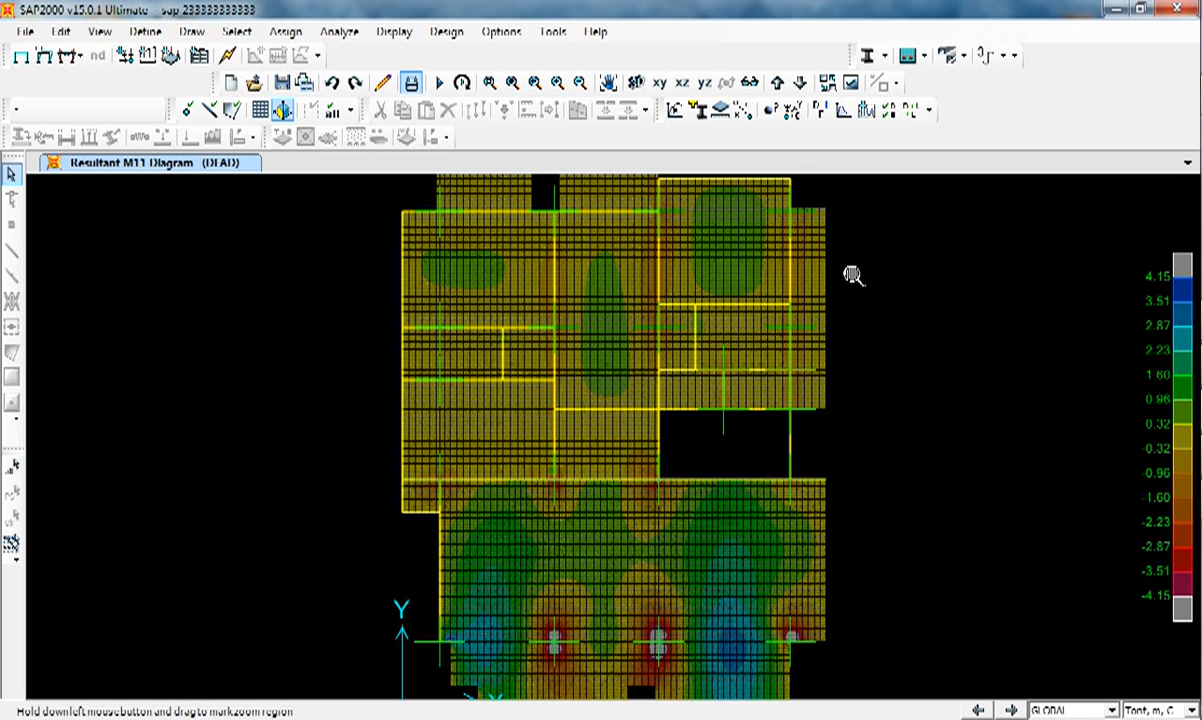 SAP2000 v15.0.1 Ultimate - sap 233333333333
File Edit View Define Draw Select Assign Analyze Display Design Options Tools Help
nd
xy xz yz
all
Resultant M11 Diagram (DEAD)
4.15
3.51
2.87
2.23
1.60
0.96
0.32
-0.32
-0.96
-1.60
-2.23
-2.87
-3.51
-4.15
Y
X
Hold down left mouse button and drag to mark zoom region
GLOBAL
Tonf, m, C